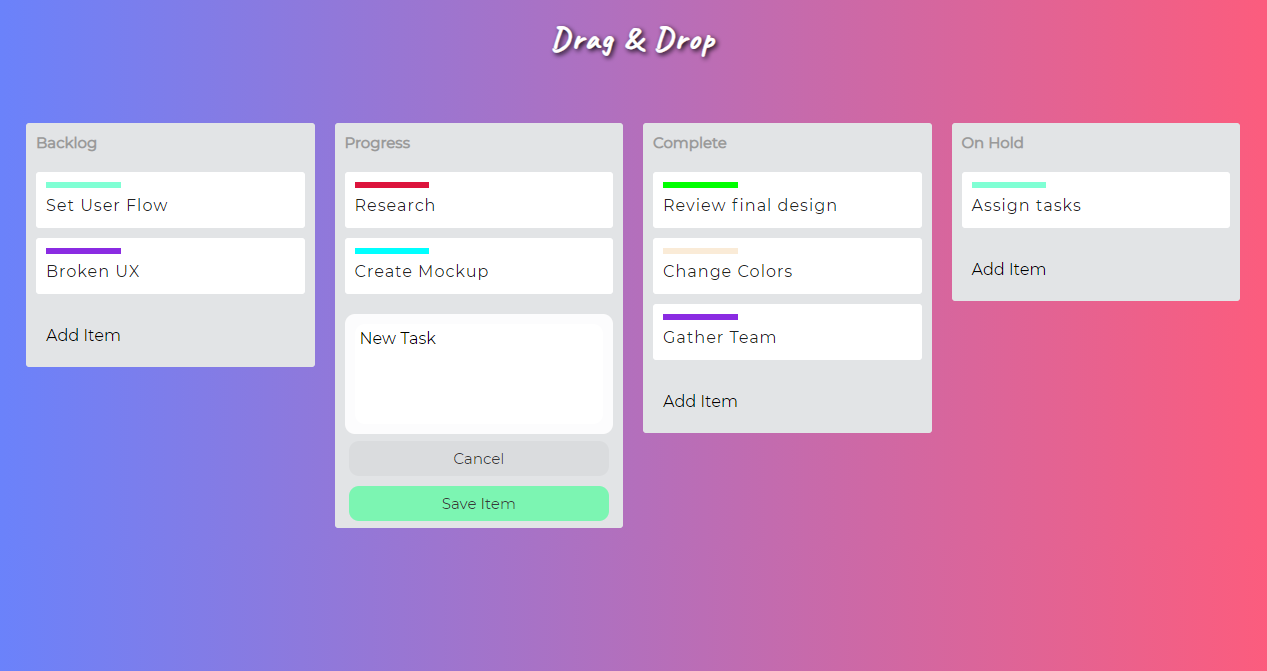 Drag & Drop
Backlog
Set User Flow
Broken UX
Add Item
Progress
Research
Create Mockup
New Task
Cancel
Save Item
Complete
Review final design
Change Colors
Gather Team
Add Item
On Hold
Assign tasks
Add Item